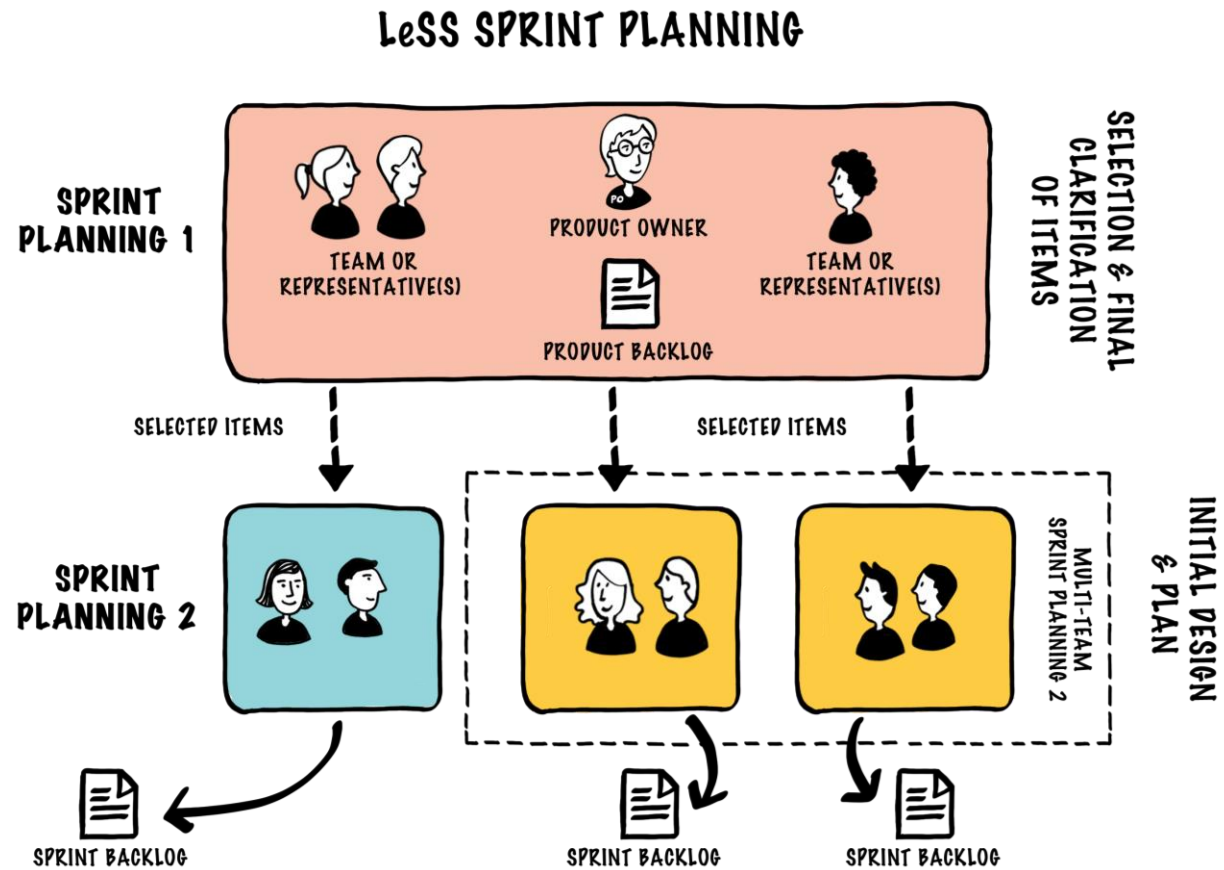 LeSS SPRINT PLANNING
SPRINT
PLANNING 1
PO
PRODUCT OWNER
TEAM OR
REPRESENTATIVE(S)
TEAM OR
REPRESENTATIVE(S)
PRODUCT BACKLOG
SELECTION & FINAL
CLARIFICATION
OF ITEMS
SELECTED ITEMS
SELECTED ITEMS
SPRINT
PLANNING 2
MULTI-TEAM
SPRINT PLANNING 2
INITIAL DESIGN
& PLAN
SPRINT BACKLOG
SPRINT BACKLOG
SPRINT BACKLOG